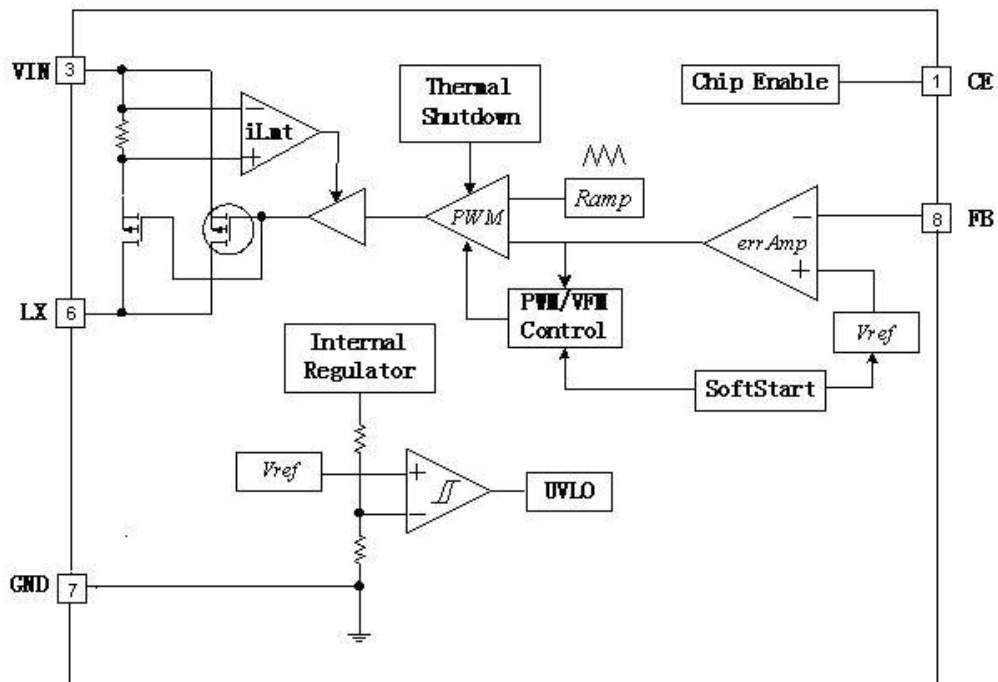 VIN 3
Thermal
Shutdown
Chip Enable
1 CE
iLmt
Ramp
PWM
8 FB
errAmp
LX 6
PWM/VFM
Control
Vref
Internal
Regulator
SoftStart
Vref
UVLO
GND 7